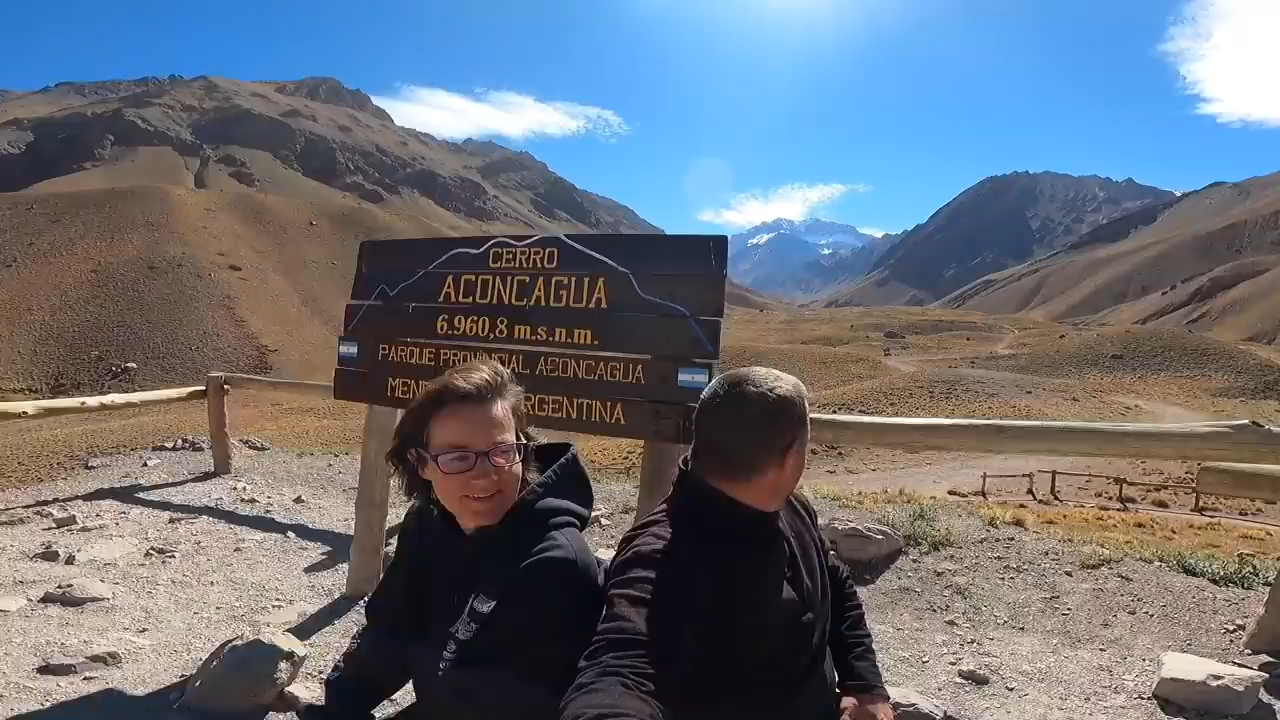 CERRO
ACONCAGUA
6.960,8 m.s.n.m.
PARQUE PROVINCIAL ACONCAGUA
ARGENTINA